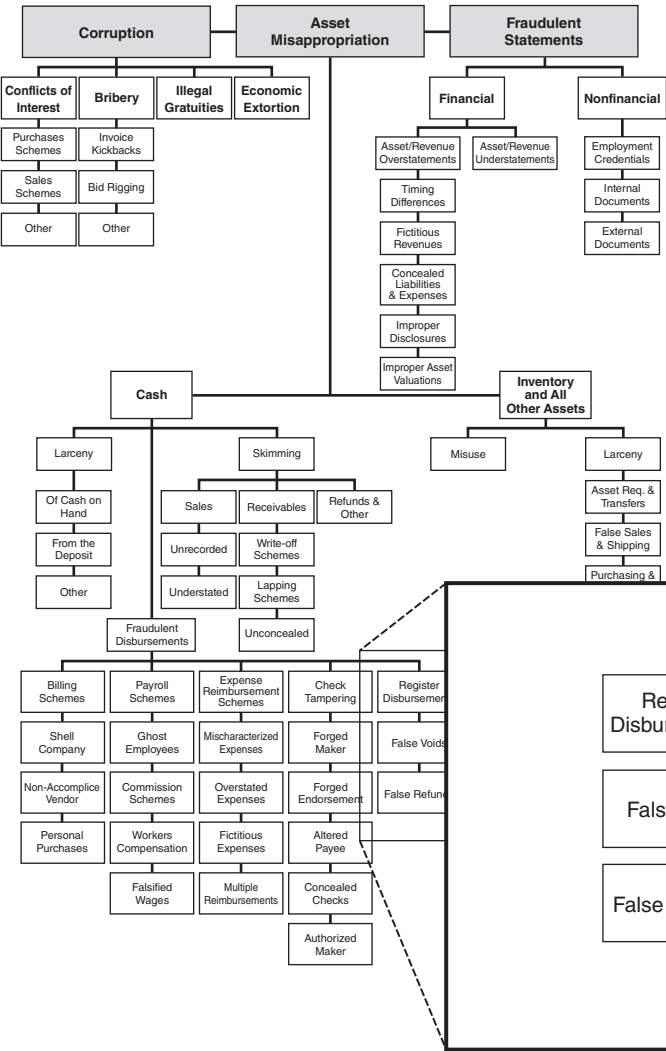 Corruption
Asset
Misappropriation
Fraudulent
Statements
Conflicts of
Interest
Bribery
Illegal
Gratuities
Economic
Extortion
Purchases
Schemes
Invoice
Kickbacks
Sales
Schemes
Bid Rigging
Other
Other
Financial
Nonfinancial
Asset/Revenue
Overstatements
Asset/Revenue
Understatements
Employment
Credentials
Timing
Differences
Internal
Documents
Fictitious
Revenues
External
Documents
Concealed
Liabilities
& Expenses
Improper
Disclosures
Improper Asset
Valuations
Cash
Inventory
and All
Other Assets
Larceny
Skimming
Misuse
Larceny
Of Cash on
Hand
Sales
Receivables
Refunds &
Other
Asset Req. &
Transfers
From the
Deposit
Unrecorded
Write-off
Schemes
False Sales
& Shipping
Other
Understated
Lapping
Schemes
Purchasing &
Fraudulent
Disbursements
Unconcealed
Billing
Schemes
Payroll
Schemes
Expense
Reimbursement
Schemes
Check
Tampering
Register
Shell
Company
Ghost
Employees
Mischaracterized
Expenses
Forged
Maker
False Voids
Non-Accomplice
Vendor
Commission
Schemes
Overstated
Expenses
Forged
Endorsement
False
Personal
Purchases
Workers
Compensation
Fictitious
Expenses
Altered
Payee
Falsified
Wages
Multiple
Reimbursements
Concealed
Checks
Authorized
Maker
False